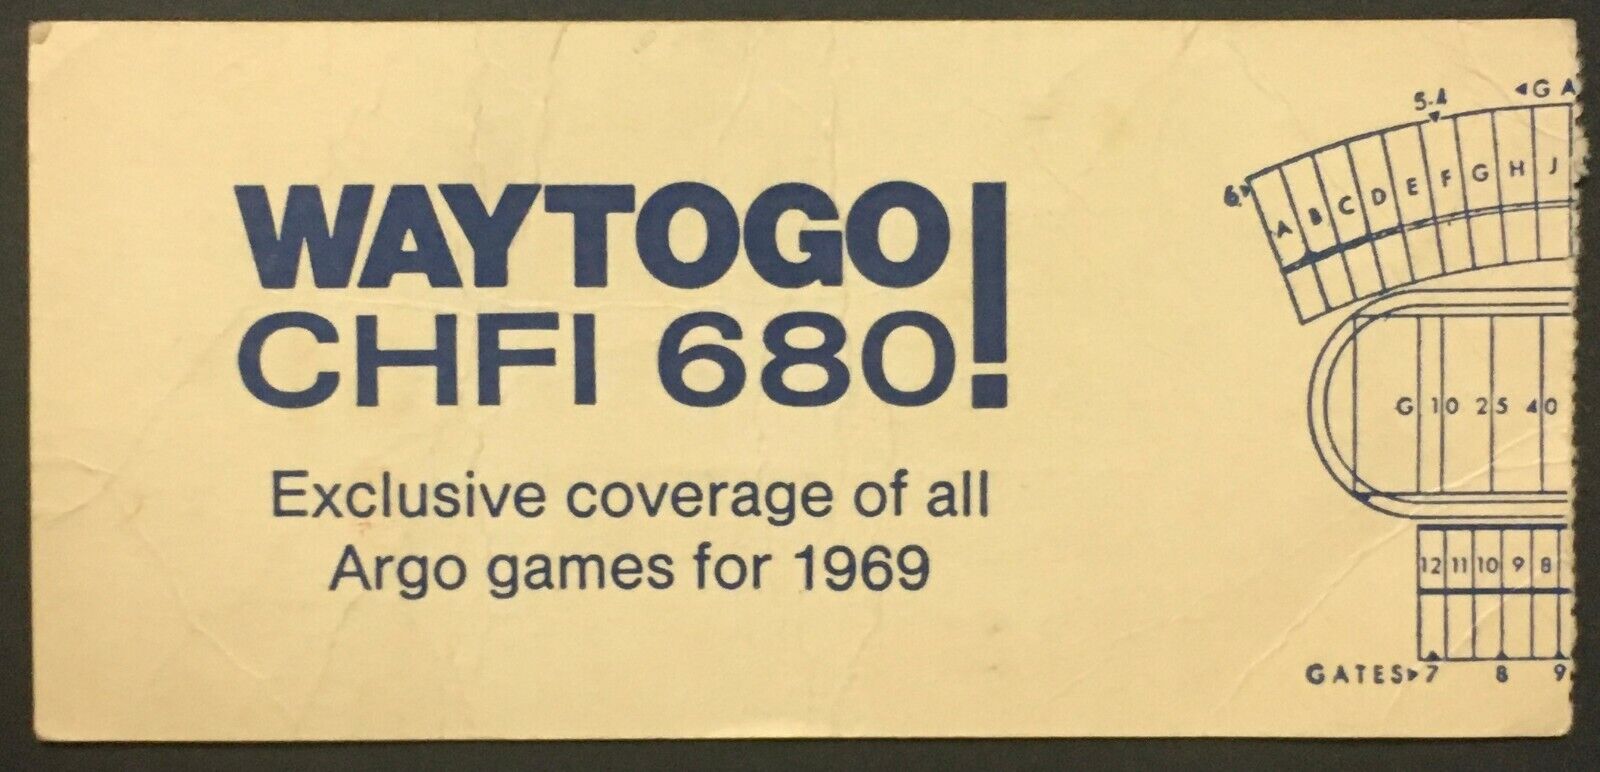 WAYTOGO!
CHFI 680
Exclusive coverage of all
Argo games for 1969
◄GA
5-4
6
A B C D E F G H J
G 10 25 40
12 11 10 9 8
GATES► 7 8 9